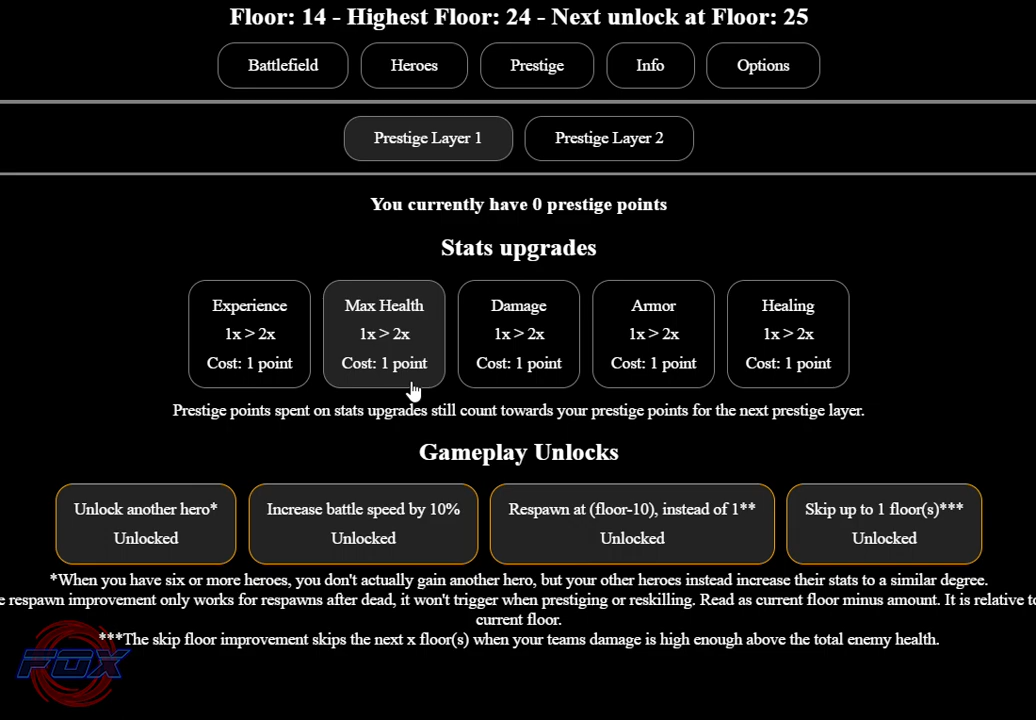 Floor: 14 - Highest Floor: 24 - Next unlock at Floor: 25
Battlefield Heroes Prestige Info Options
Prestige Layer 1 Prestige Layer 2
You currently have 0 prestige points
Stats upgrades
Experience Max Health Damage Armor Healing
1x > 2x 1x > 2x 1x > 2x 1x > 2x 1x > 2x
Cost: 1 point Cost: 1 point Cost: 1 point Cost: 1 point Cost: 1 point
Prestige points spent on stats upgrades still count towards your prestige points for the next prestige layer.
Gameplay Unlocks
Unlock another hero* Increase battle speed by 10% Respawn at (floor-10), instead of 1** Skip up to 1 floor(s)***
Unlocked Unlocked Unlocked Unlocked
*When you have six or more heroes, you don't actually gain another hero, but your other heroes instead increase their stats to a similar degree.
e respawn improvement only works for respawns after dead, it won't trigger when prestiging or reskilling. Read as current floor minus amount. It is relative to
current floor.
***The skip floor improvement skips the next x floor(s) when your teams damage is high enough above the total enemy health.
FOX